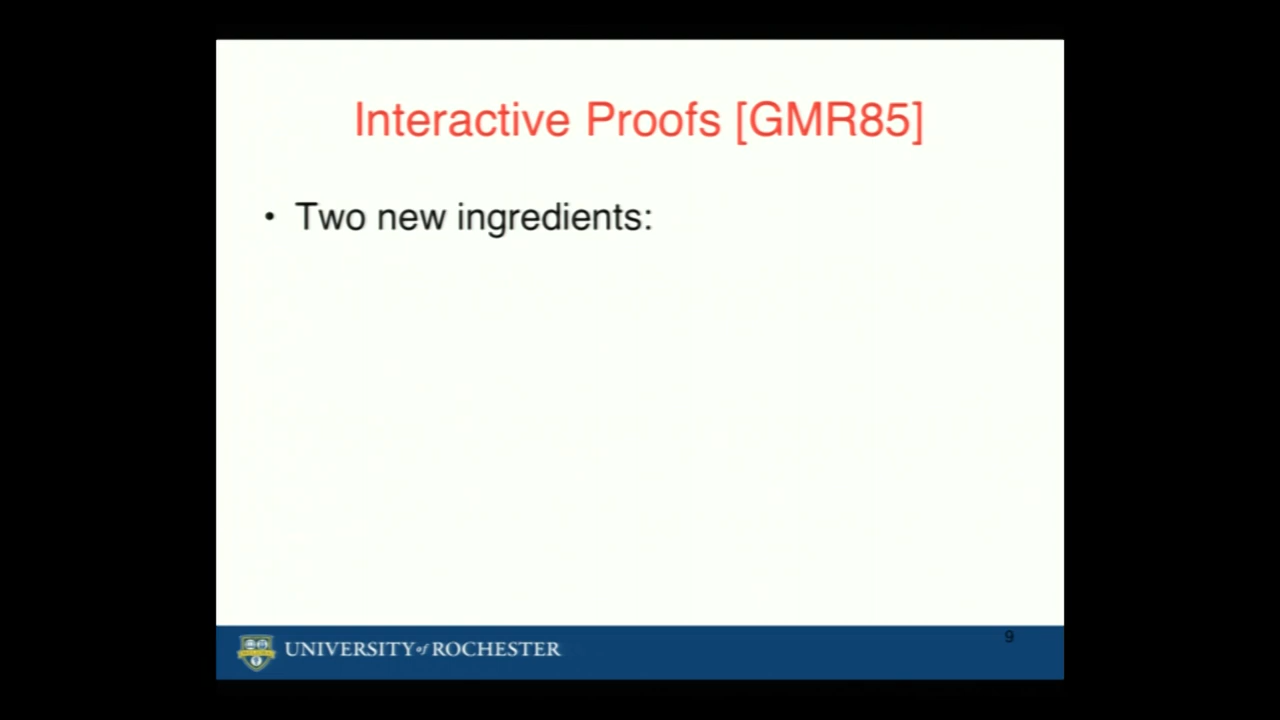 Interactive Proofs [GMR85]
• Two new ingredients:
UNIVERSITY of ROCHESTER
9